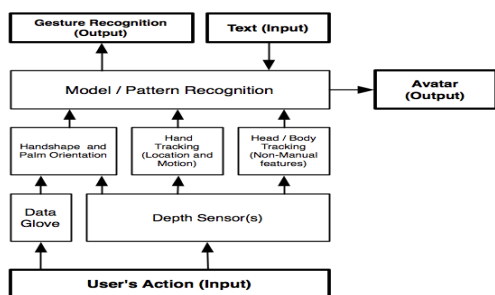 Gesture Recognition
(Output)
Text (Input)
Model / Pattern Recognition
Avatar
(Output)
Handshape and
Palm Orientation
Hand
Tracking
(Location and
Motion)
Head / Body
Tracking
(Non-Manual
features)
Data
Glove
Depth Sensor(s)
User's Action (Input)